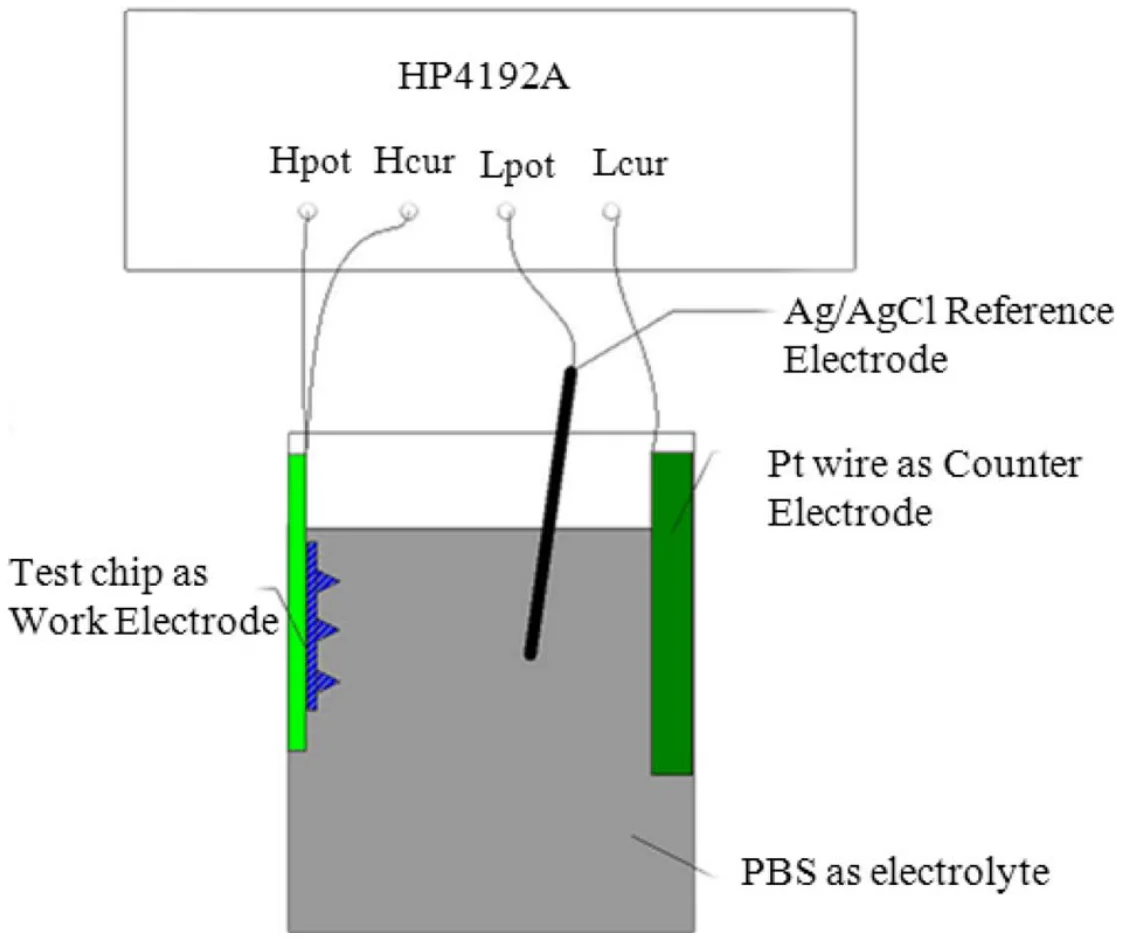 HP4192A
Hpot Hcur Lpot Lcur
Ag/AgCl Reference
Electrode
Pt wire as Counter
Electrode
Test chip as
Work Electrode
PBS as electrolyte